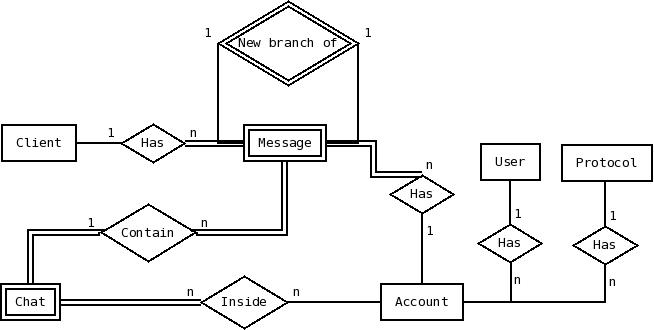 1
1
New branch of
Client
1
Has
n
Message
n
User
Protocol
Has
1
Contain
n
1
1
1
Has
Has
n
n
Chat
n
Inside
n
Account